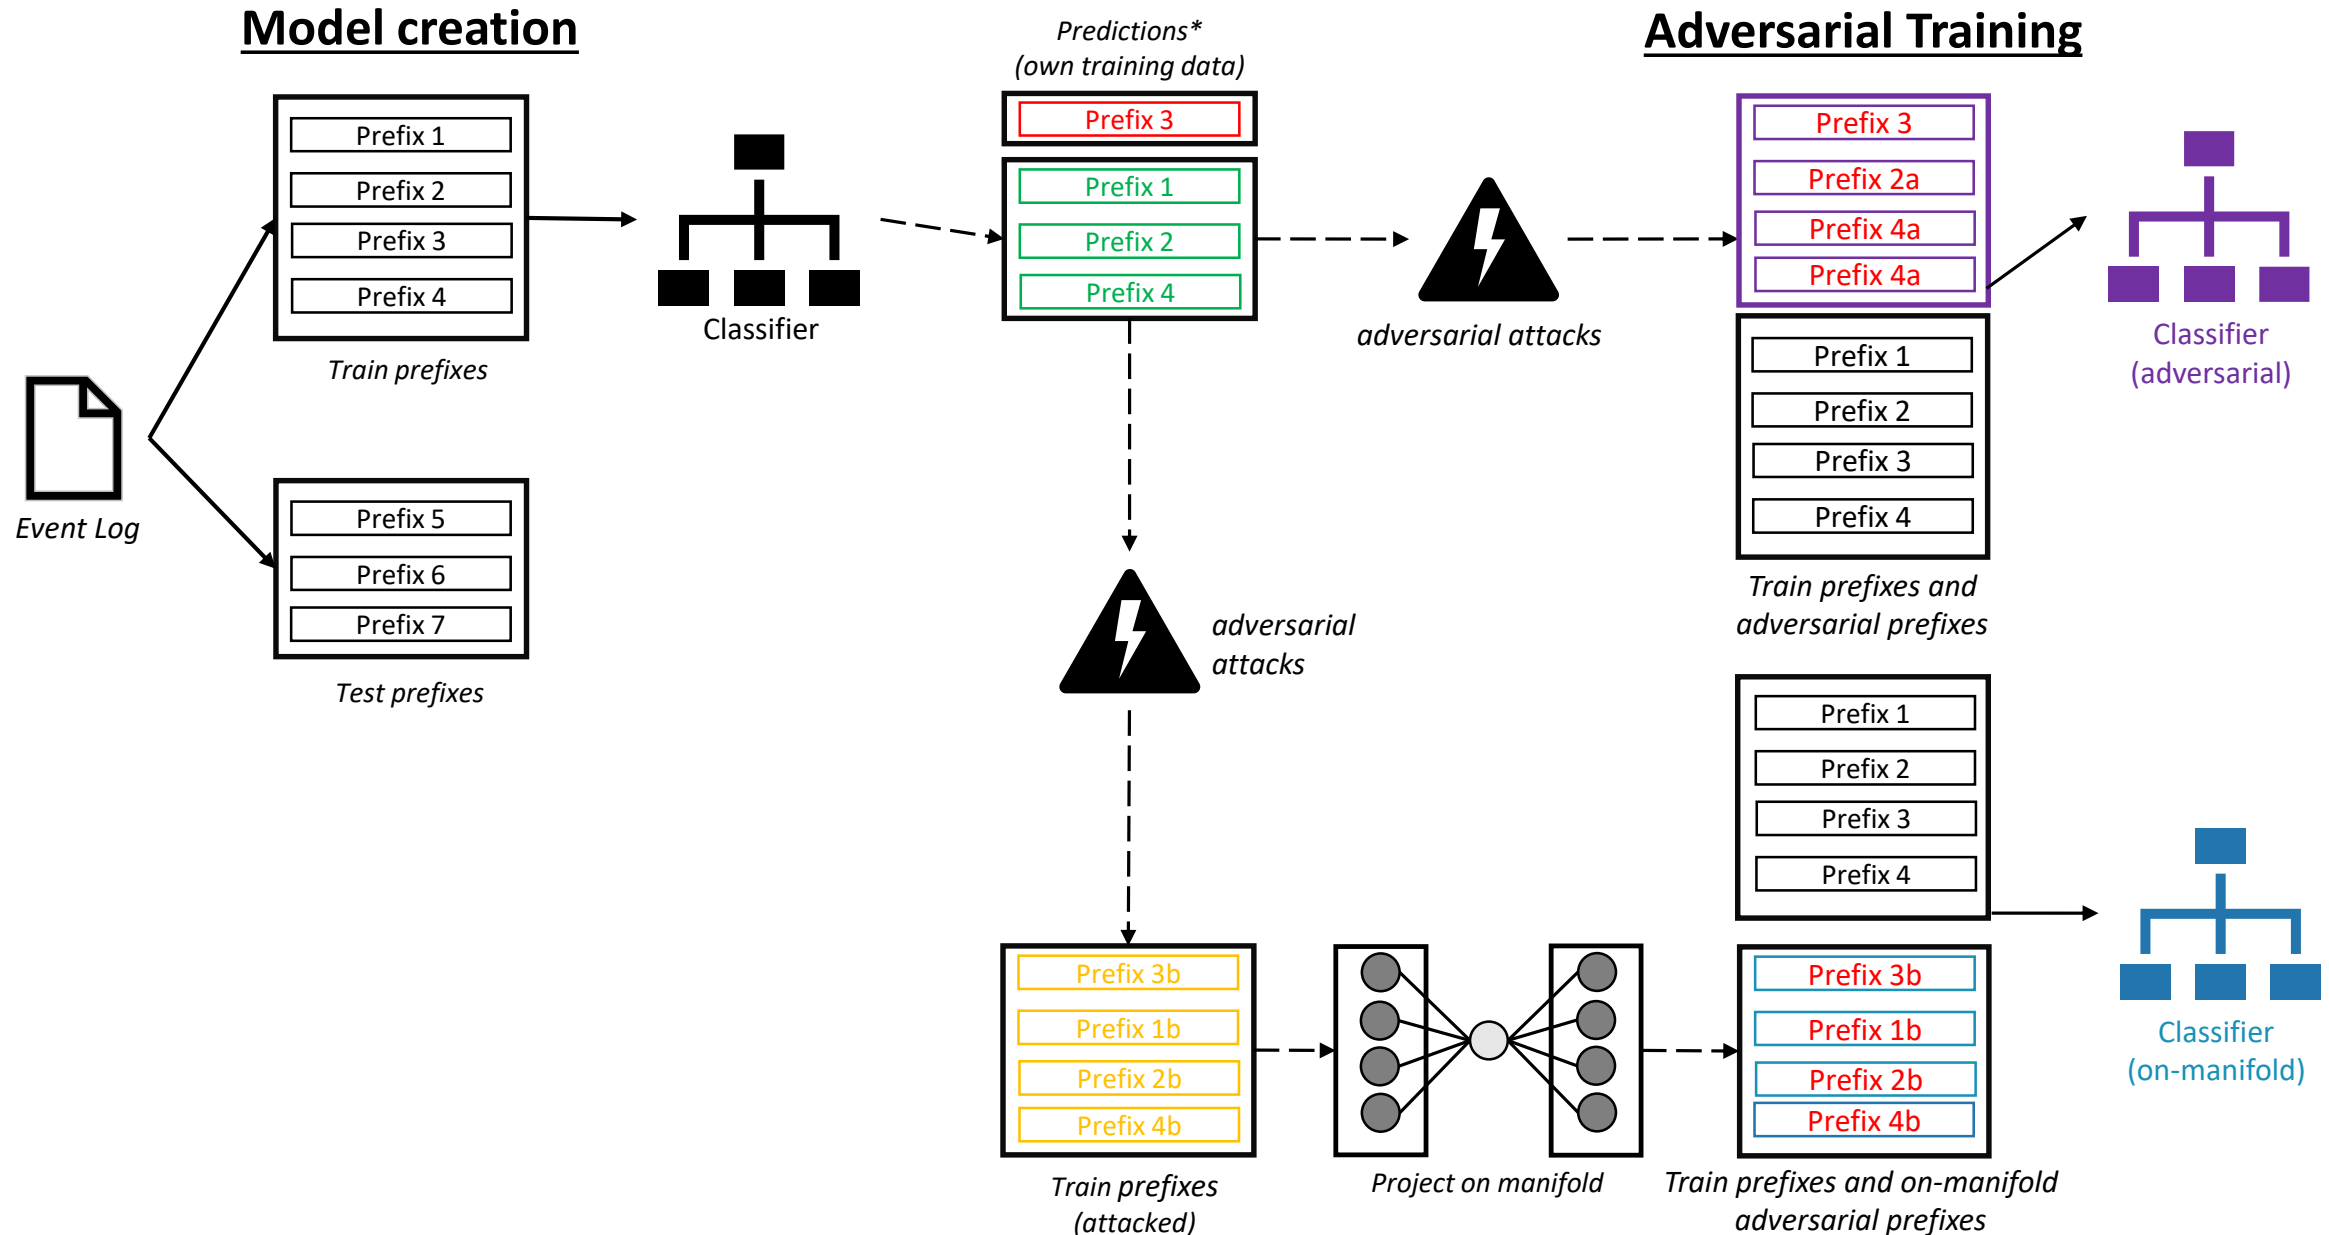 Model creation
Prefix 1
Prefix 2
Prefix 3
Prefix 4
Train prefixes
Event Log
Prefix 5
Prefix 6
Prefix 7
Test prefixes
Classifier
Predictions*
(own training data)
Prefix 3
Prefix 1
Prefix 2
Prefix 4
adversarial attacks
adversarial
attacks
Prefix 3b
Prefix 1b
Prefix 2b
Prefix 4b
Train prefixes
(attacked)
Project on manifold
Adversarial Training
Prefix 3
Prefix 2a
Prefix 4a
Prefix 4a
Prefix 1
Prefix 2
Prefix 3
Prefix 4
Train prefixes and
adversarial prefixes
Classifier
(adversarial)
Prefix 1
Prefix 2
Prefix 3
Prefix 4
Prefix 3b
Prefix 1b
Prefix 2b
Prefix 4b
Train prefixes and on-manifold
adversarial prefixes
Classifier
(on-manifold)